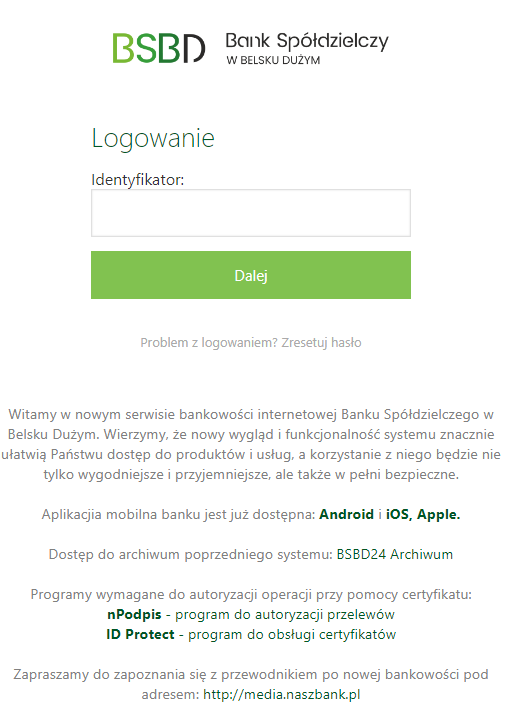 BSBD Bank Spółdzielczy
W BELSKU DUŻYM
Logowanie
Identyfikator:
Dalej
Problem z logowaniem? Zresetuj hasło
Witamy w nowym serwisie bankowości internetowej Banku Spółdzielczego w
Belsku Dużym. Wierzymy, że nowy wygląd i funkcjonalność systemu znacznie
ułatwią Państwu dostęp do produktów i usług, a korzystanie z niego będzie nie
tylko wygodniejsze i przyjemniejsze, ale także w pełni bezpieczne.
Aplikacjia mobilna banku jest już dostępna: Android i iOS, Apple.
Dostęp do archiwum poprzedniego systemu: BSBD24 Archiwum
Programy wymagane do autoryzacji operacji przy pomocy certyfikatu:
nPodpis - program do autoryzacji przelewów
ID Protect - program do obsługi certyfikatów
Zapraszamy do zapoznania się z przewodnikiem po nowej bankowości pod
adresem: http://media.naszbank.pl